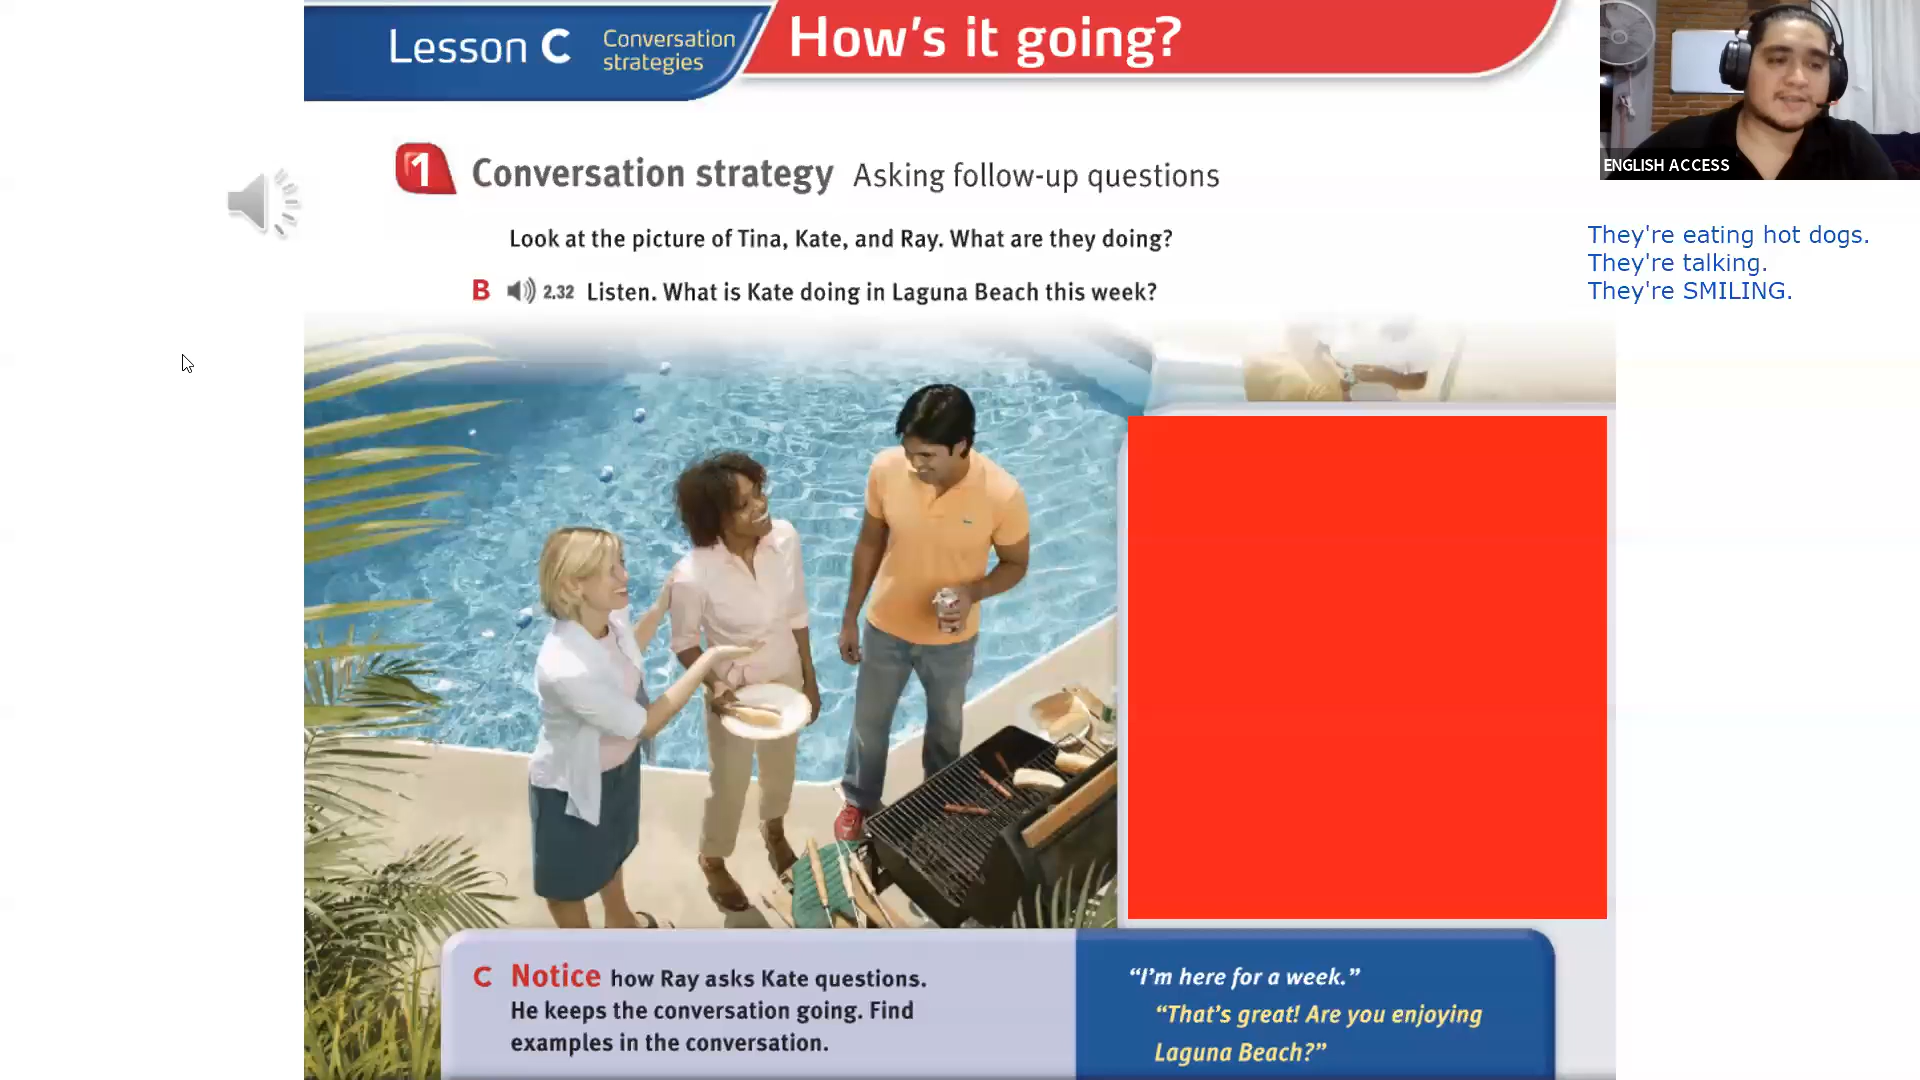 Lesson C
Conversation
strategies
How's it going?
1 Conversation strategy Asking follow-up questions
Look at the picture of Tina, Kate, and Ray. What are they doing?
B 2.32 Listen. What is Kate doing in Laguna Beach this week?
C Notice how Ray asks Kate questions.
He keeps the conversation going. Find
examples in the conversation.
“I'm here for a week.”
“That's great! Are you enjoying
Laguna Beach?”
ENGLISH ACCESS
They're eating hot dogs.
They're talking.
They're SMILING.